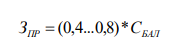 З_ПР = (0,4...0,8)*С_БАЛ